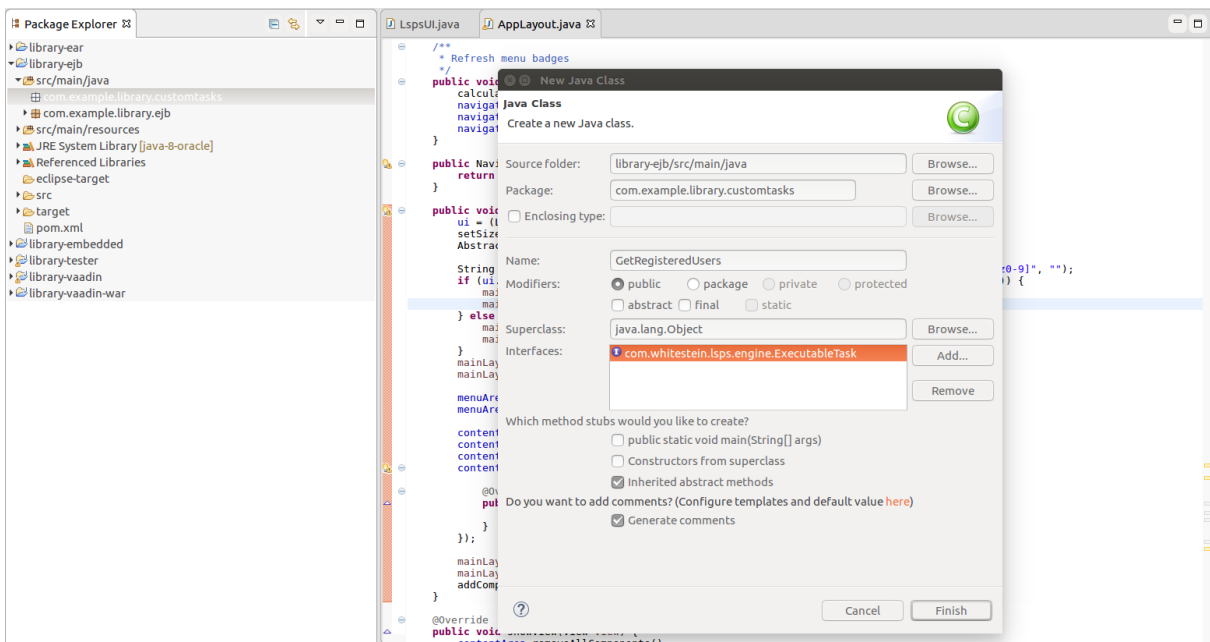 Package Explorer
library-ear
library-ejb
src/main/java
com.example.library.customtasks
com.example.library.ejb
src/main/resources
JRE System Library [java-8-oracle]
Referenced Libraries
eclipse-target
src
target
pom.xml
library-embedded
library-tester
library-vaadin
library-vaadin-war
LspsUI.java
AppLayout.java
/**
* Refresh menu badges
*/
public void
calcula
navigat
navigat
navigat
}
public Navi
return
}
public void
ui = (L
setSize
Abstrac
String
z0-9]", "");
if (ui.
)) {
mai
mai
} else
mai
mai
}
mainLay
mainLay
menuAre
menuAre
content
content
content
content
@Ov
pub
}
});
mainLay
mainLay
addComp
}
@Override
public void
New Java Class
Java Class
Create a new Java class.
Source folder:
library-ejb/src/main/java
Browse...
Package:
com.example.library.customtasks
Browse...
Enclosing type:
Browse...
Name:
GetRegisteredUsers
Modifiers:
public
package
private
protected
abstract
final
static
Superclass:
java.lang.Object
Browse...
Interfaces:
com.whitestein.lsps.engine.ExecutableTask
Add...
Remove
Which method stubs would you like to create?
public static void main(String[] args)
Constructors from superclass
Inherited abstract methods
Do you want to add comments? (Configure templates and default value here)
Generate comments
?
Cancel
Finish